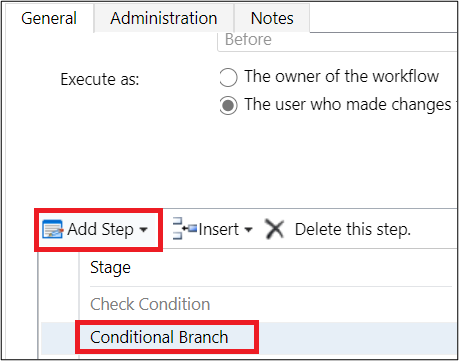 General Administration Notes
Before
Execute as: The owner of the workflow
The user who made changes
Add Step Insert Delete this step.
Stage
Check Condition
Conditional Branch